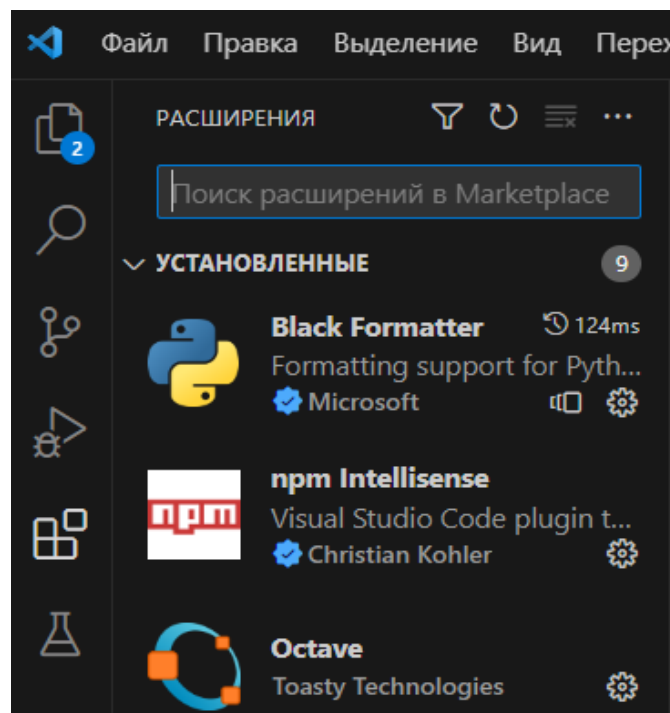 Файл Правка Выделение Вид Перех
РАСШИРЕНИЯ
2
Поиск расширений в Marketplace
УСТАНОВЛЕННЫЕ 9
Black Formatter 124ms
Formatting support for Pyth...
Microsoft
npm
npm Intellisense
Visual Studio Code plugin t...
Christian Kohler
Octave
Toasty Technologies